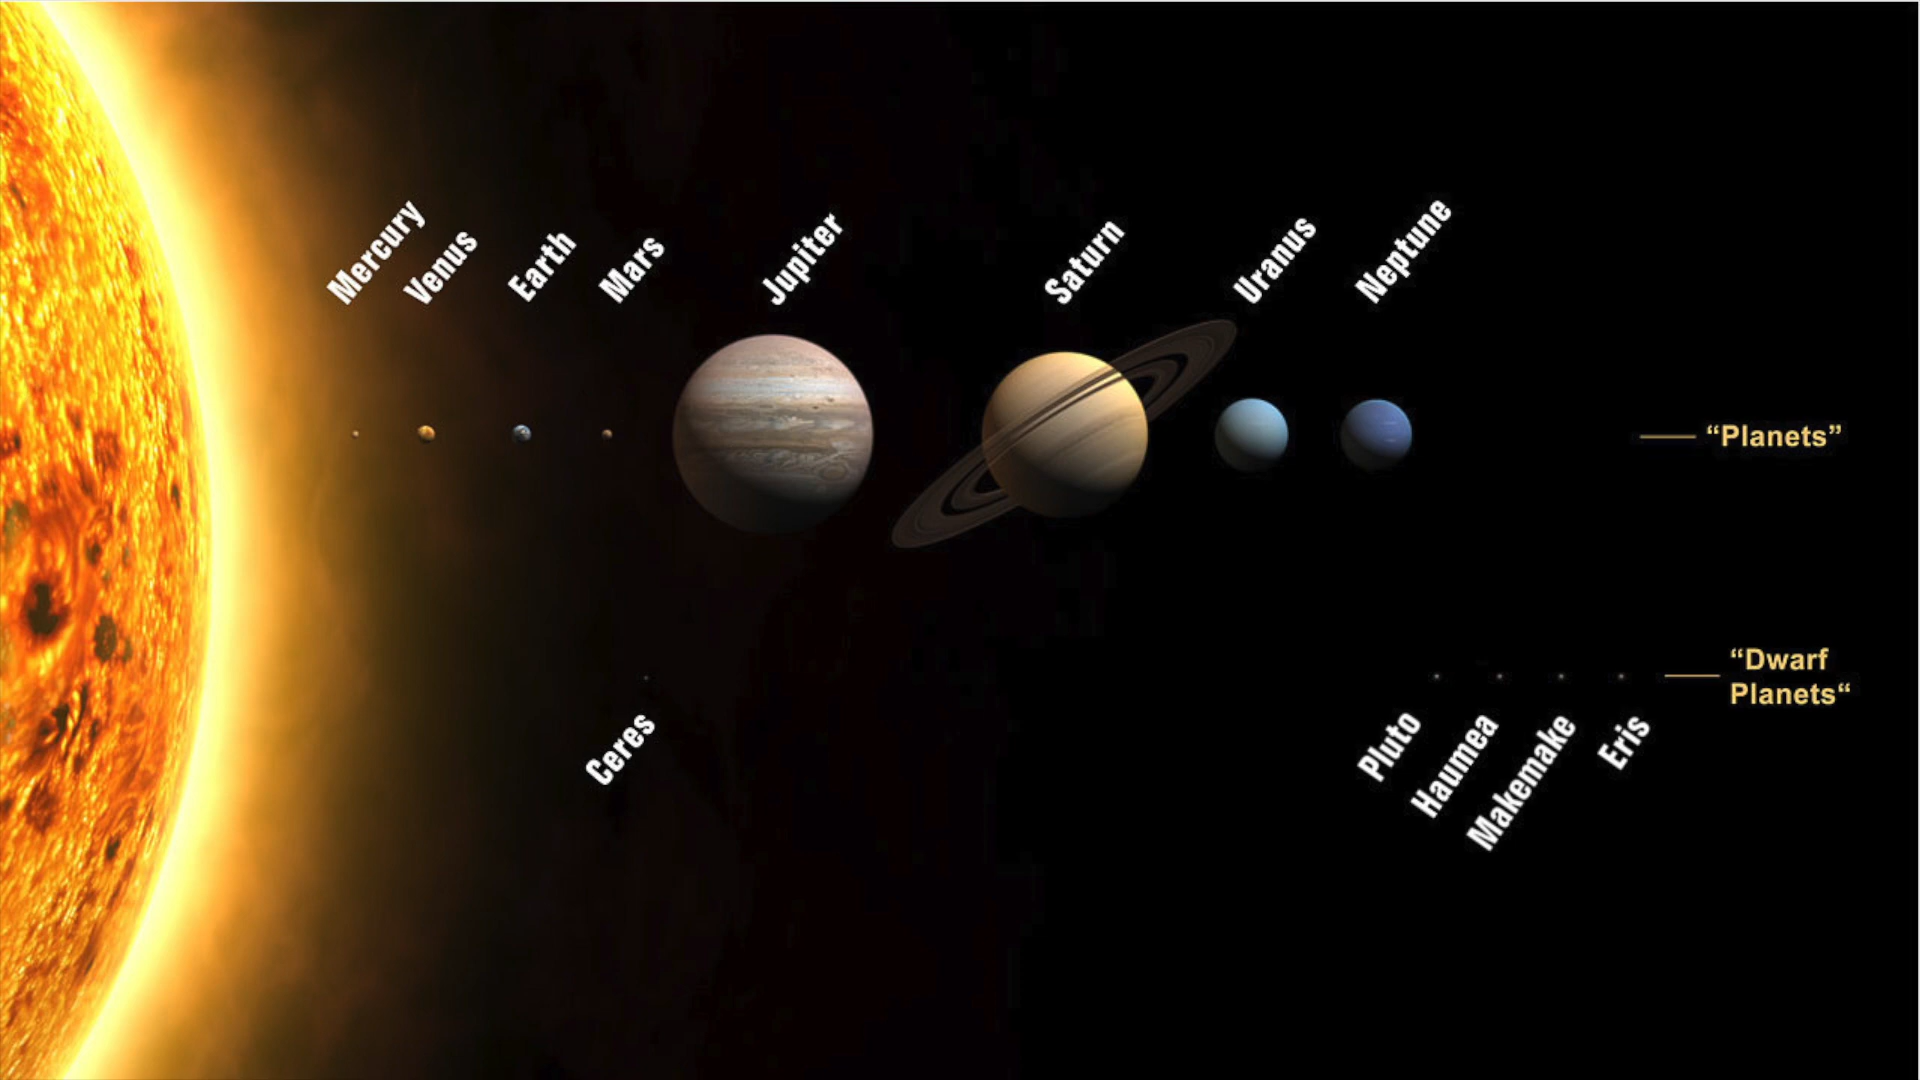 Mercury
Venus
Earth
Mars
Jupiter
Saturn
Uranus
Neptune
“Planets”
“Dwarf
Planets“
Ceres
Pluto
Haumea
Makemake
Eris